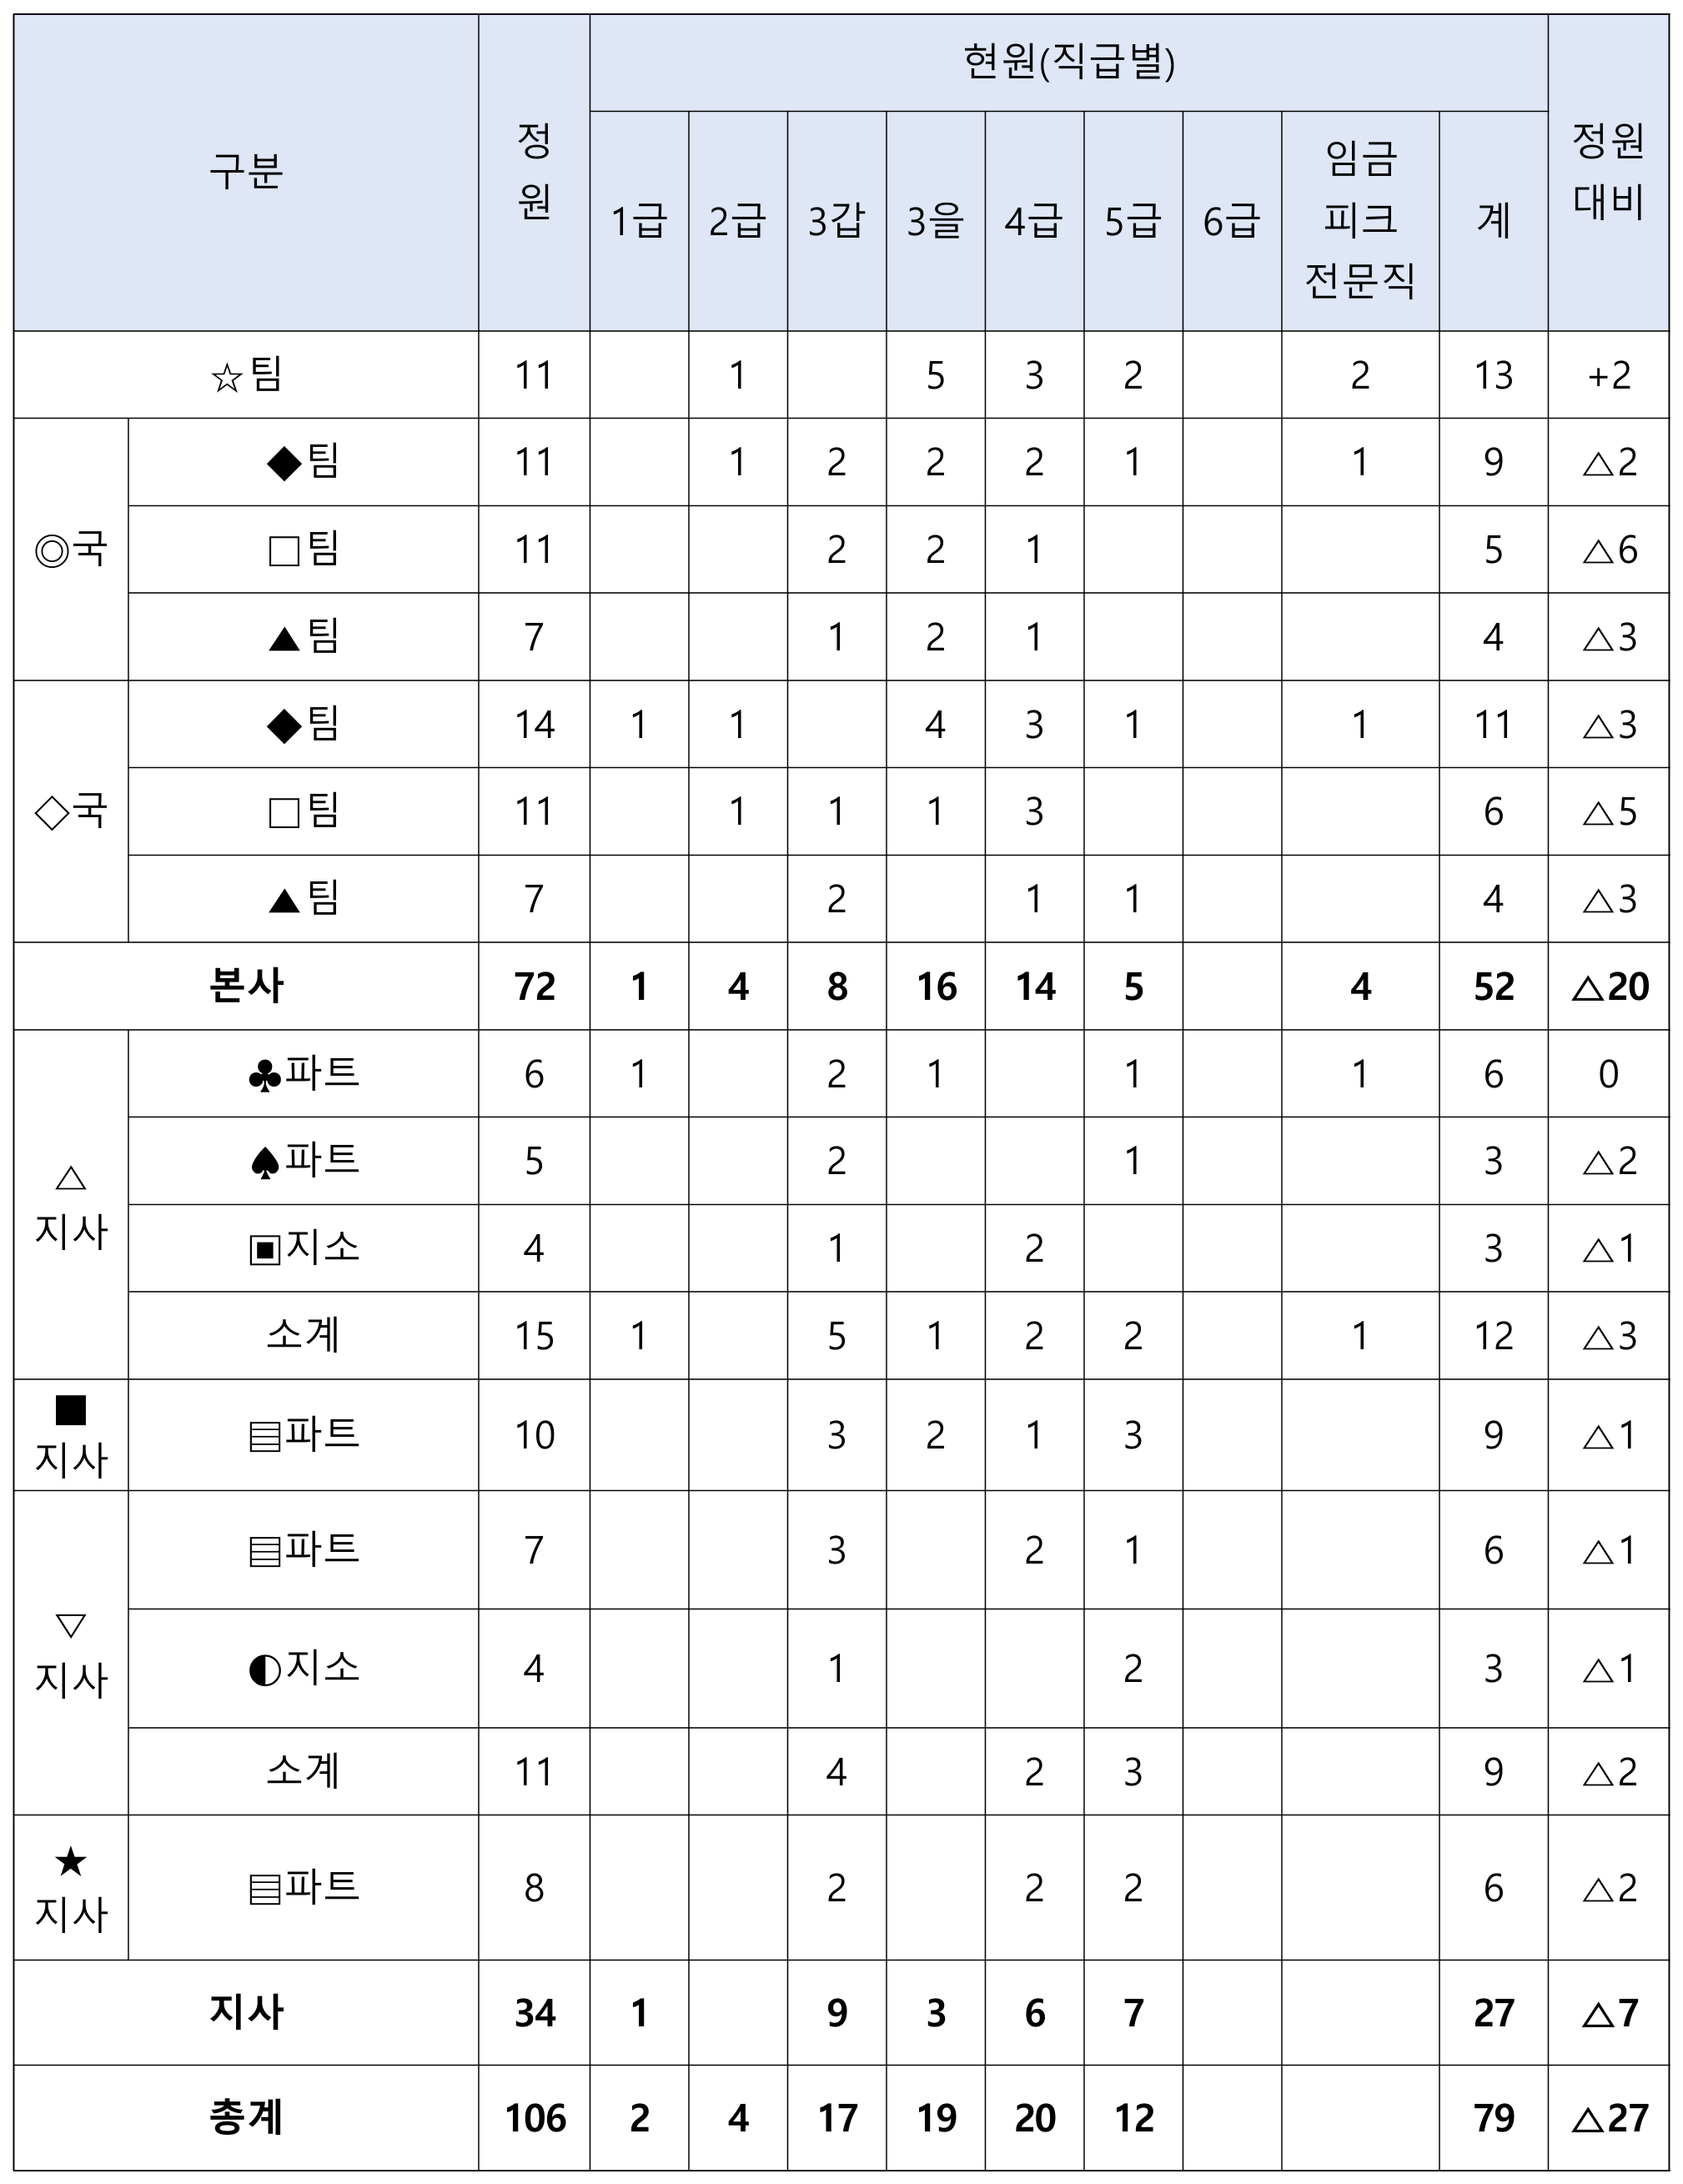 구분 정원 현원(직급별) 정원대비
1급 2급 3갑 3을 4급 5급 6급 임금피크전문직 계
☆팀 11 1 5 3 2 2 13 +2
◎국 ◆팀 11 1 2 2 2 1 1 9 △2
□팀 11 2 2 1 5 △6
▲팀 7 1 2 1 4 △3
◇국 ◆팀 14 1 1 4 3 1 1 11 △3
□팀 11 1 1 1 3 6 △5
▲팀 7 2 1 1 4 △3
본사 72 1 4 8 16 14 5 4 52 △20
△지사 ♣파트 6 1 2 1 1 1 6 0
♠파트 5 2 1 3 △2
▣지소 4 1 2 3 △1
소계 15 1 5 1 2 2 1 12 △3
■지사 ▤파트 10 3 2 1 3 9 △1
▽지사 ▤파트 7 3 2 1 6 △1
◐지소 4 1 2 3 △1
소계 11 4 2 3 9 △2
★지사 ▤파트 8 2 2 2 6 △2
지사 34 1 9 3 6 7 27 △7
총계 106 2 4 17 19 20 12 79 △27